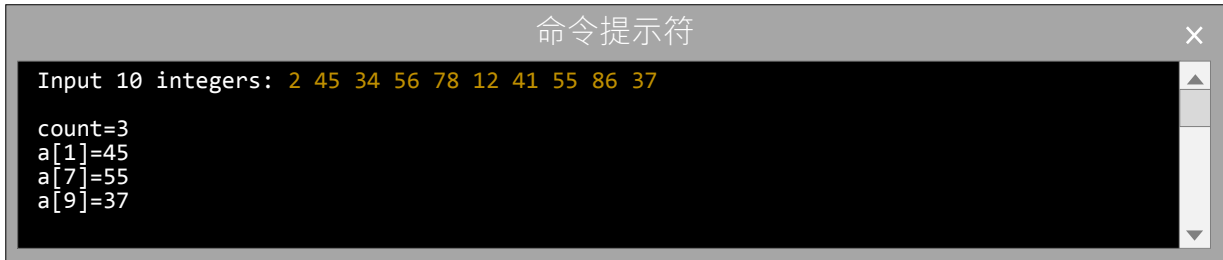 命令提示符
Input 10 integers: 2 45 34 56 78 12 41 55 86 37
count=3
a[1]=45
a[7]=55
a[9]=37